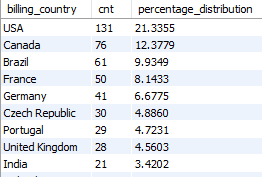 billing_country cnt percentage_distribution
USA 131 21.3355
Canada 76 12.3779
Brazil 61 9.9349
France 50 8.1433
Germany 41 6.6775
Czech Republic 30 4.8860
Portugal 29 4.7231
United Kingdom 28 4.5603
India 21 3.4202